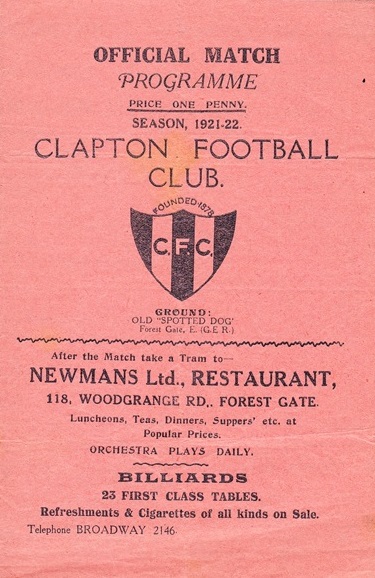 OFFICIAL MATCH
PROGRAMME
PRICE ONE PENNY.
SEASON, 1921-22.
CLAPTON FOOTBALL
CLUB.
FOUNDED 1878
C.F.C.
GROUND:
OLD "SPOTTED DOG'
Forest Gate, E. (G.E.R.)
After the Match take a Tram to—
NEWMANS Ltd., RESTAURANT,
118, WOODGRANGE RD,. FOREST GATE.
Luncheons, Teas, Dinners, Suppers' etc. at
Popular Prices.
ORCHESTRA PLAYS DAILY.
BILLIARDS
23 FIRST CLASS TABLES.
Refreshments & Cigarettes of all kinds on Sale.
Telephone BROADWAY 2146.